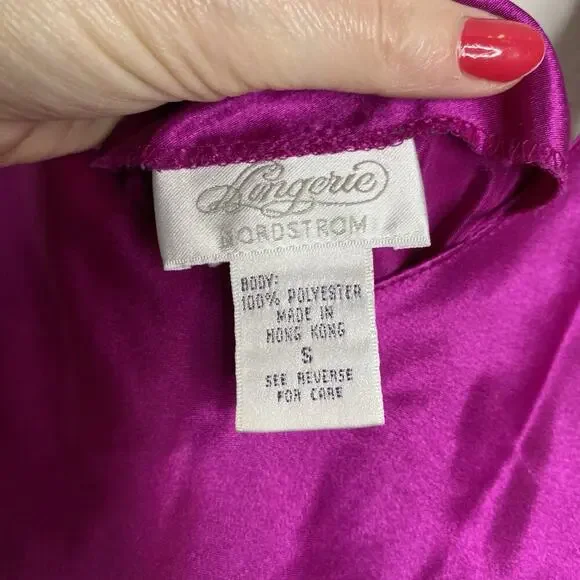 Lingerie
NORDSTROM
BODY:
100% POLYESTER
MADE IN
HONG KONG
S
SEE REVERSE
FOR CARE